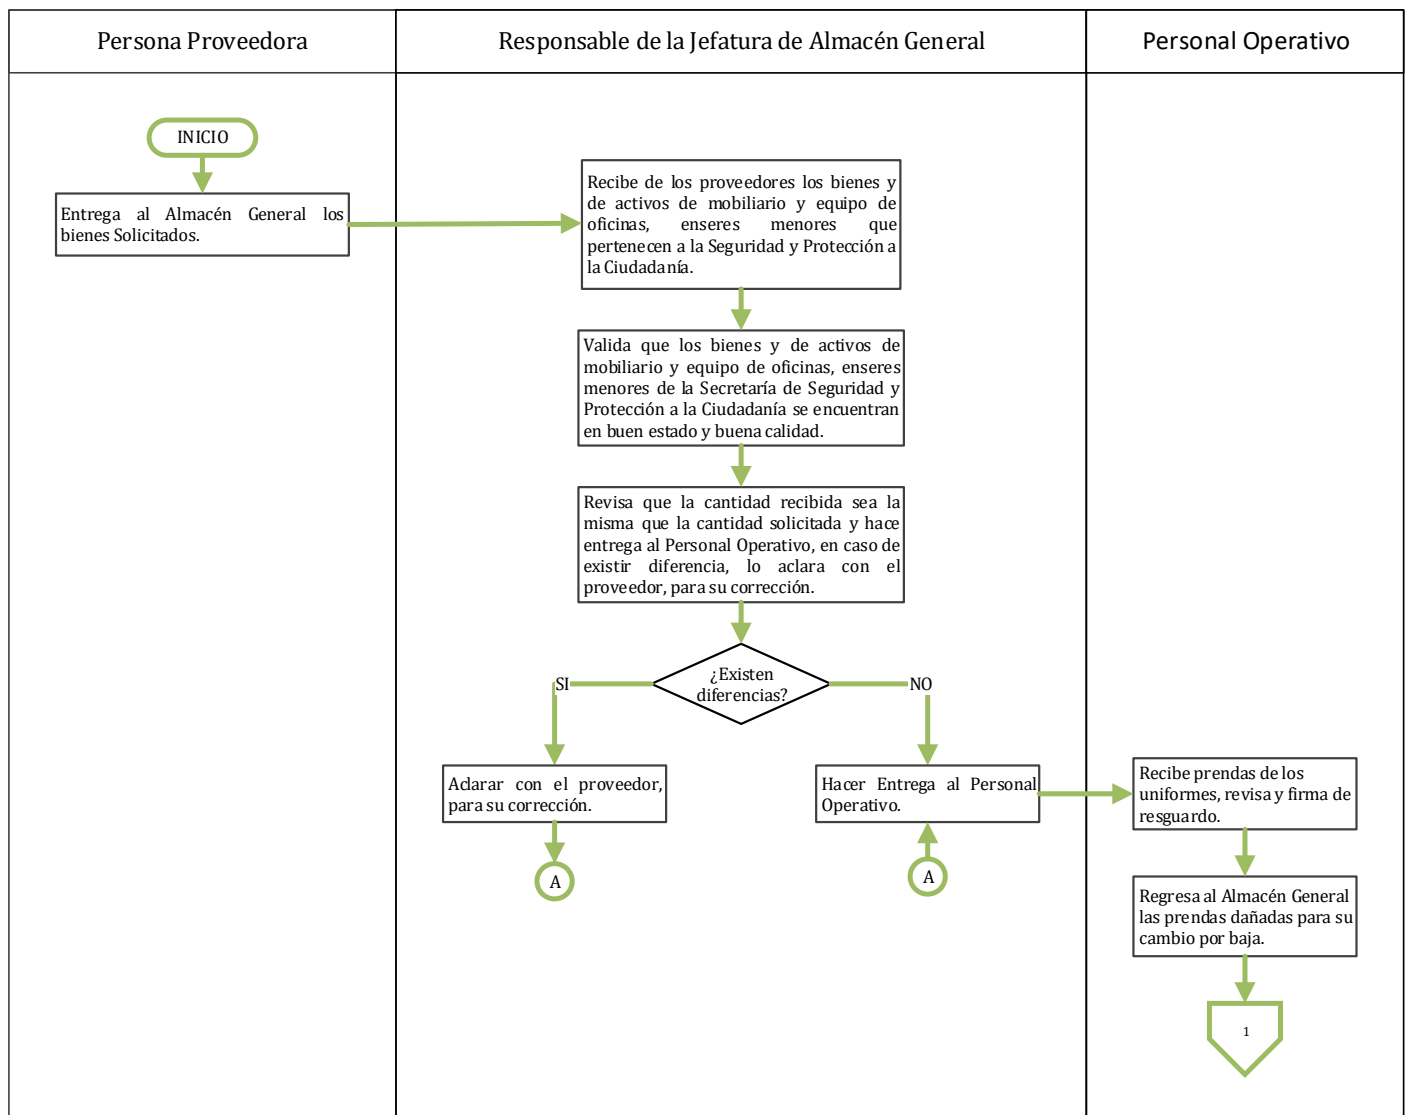 Persona Proveedora
Responsable de la Jefatura de Almacén General
Personal Operativo
INICIO
Entrega al Almacén General los
bienes Solicitados.
Recibe de los proveedores los bienes y
de activos de mobiliario y equipo de
oficinas, enseres menores que
pertenecen a la Seguridad y Protección a
la Ciudadanía.
Valida que los bienes y de activos de
mobiliario y equipo de oficinas, enseres
menores de la Secretaría de Seguridad y
Protección a la Ciudadanía se encuentran
en buen estado y buena calidad.
Revisa que la cantidad recibida sea la
misma que la cantidad solicitada y hace
entrega al Personal Operativo, en caso de
existir diferencia, lo aclara con el
proveedor, para su corrección.
¿Existen
diferencias?
SI
NO
Aclarar con el proveedor,
para su corrección.
A
Hacer Entrega al Personal
Operativo.
A
Recibe prendas de los
uniformes, revisa y firma de
resguardo.
Regresa al Almacén General
las prendas dañadas para su
cambio por baja.
1